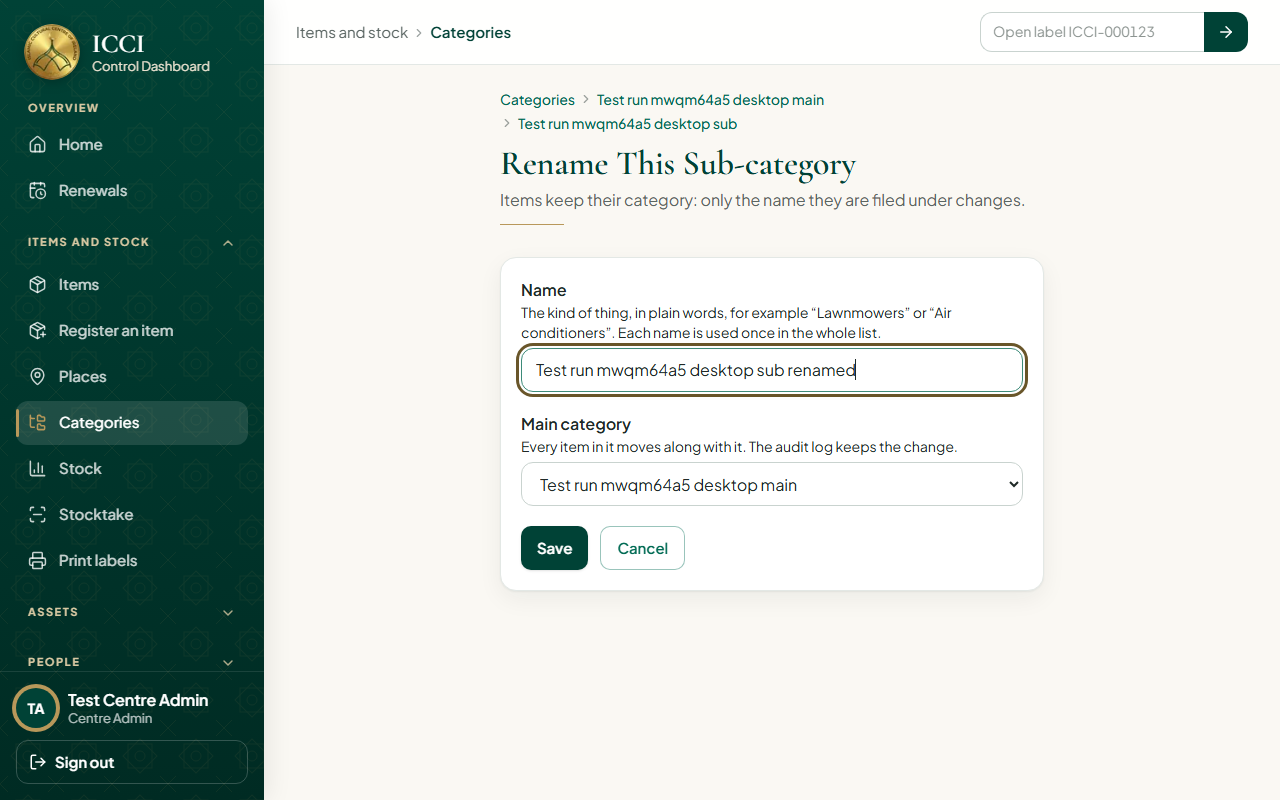 ICCI
Control Dashboard
OVERVIEW
Home
Renewals
ITEMS AND STOCK
Items
Register an item
Places
Categories
Stock
Stocktake
Print labels
ASSETS
PEOPLE
TA
Test Centre Admin
Centre Admin
Sign out
Items and stock › Categories
Open label ICCI-000123
Categories › Test run mwqm64a5 desktop main
› Test run mwqm64a5 desktop sub
Rename This Sub-category
Items keep their category: only the name they are filed under changes.
Name
The kind of thing, in plain words, for example “Lawnmowers” or “Air
conditioners”. Each name is used once in the whole list.
Test run mwqm64a5 desktop sub renamed
Main category
Every item in it moves along with it. The audit log keeps the change.
Test run mwqm64a5 desktop main
Save
Cancel